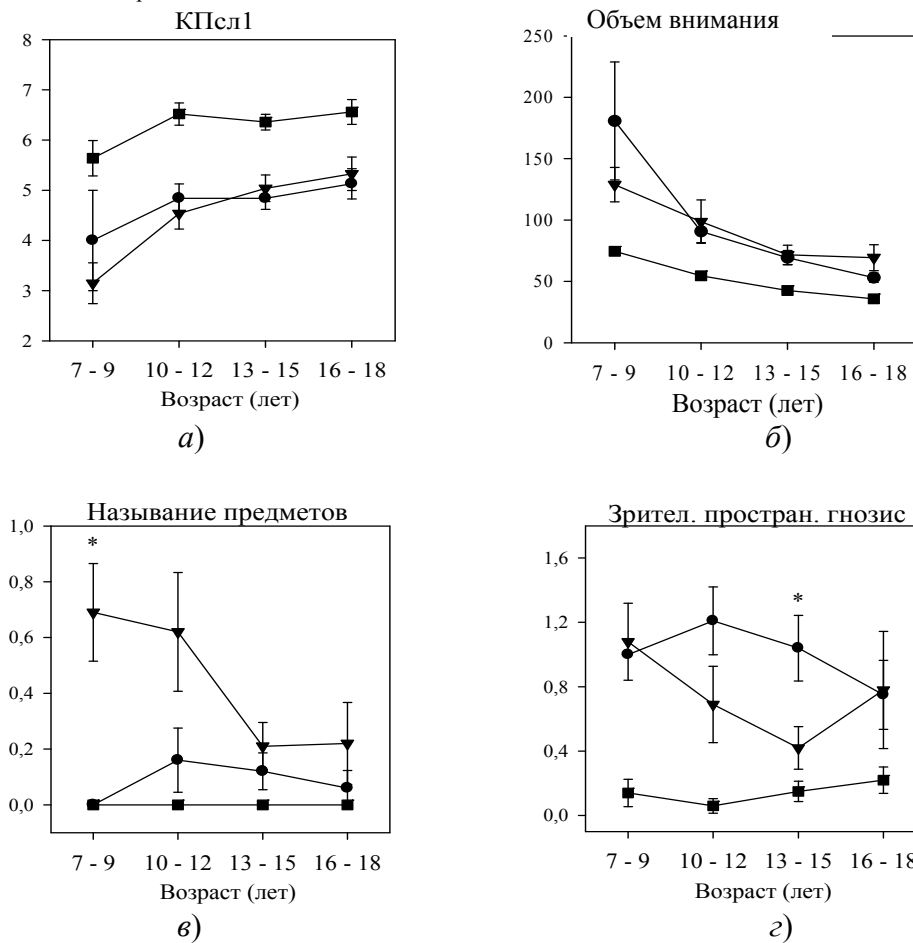 КПсл1
8
7
6
5
4
3
2
7 - 9 10 - 12 13 - 15 16 - 18
Возраст (лет)
а)
Объем внимания
250
200
150
100
50
0
7 - 9 10 - 12 13 - 15 16 - 18
Возраст (лет)
б)
Называние предметов
1,0
*
0,8
0,6
0,4
0,2
0,0
7 - 9 10 - 12 13 - 15 16 - 18
Возраст (лет)
в)
Зрител. простран. гнозис
1,6
*
1,2
0,8
0,4
0,0
7 - 9 10 - 12 13 - 15 16 - 18
Возраст (лет)
г)